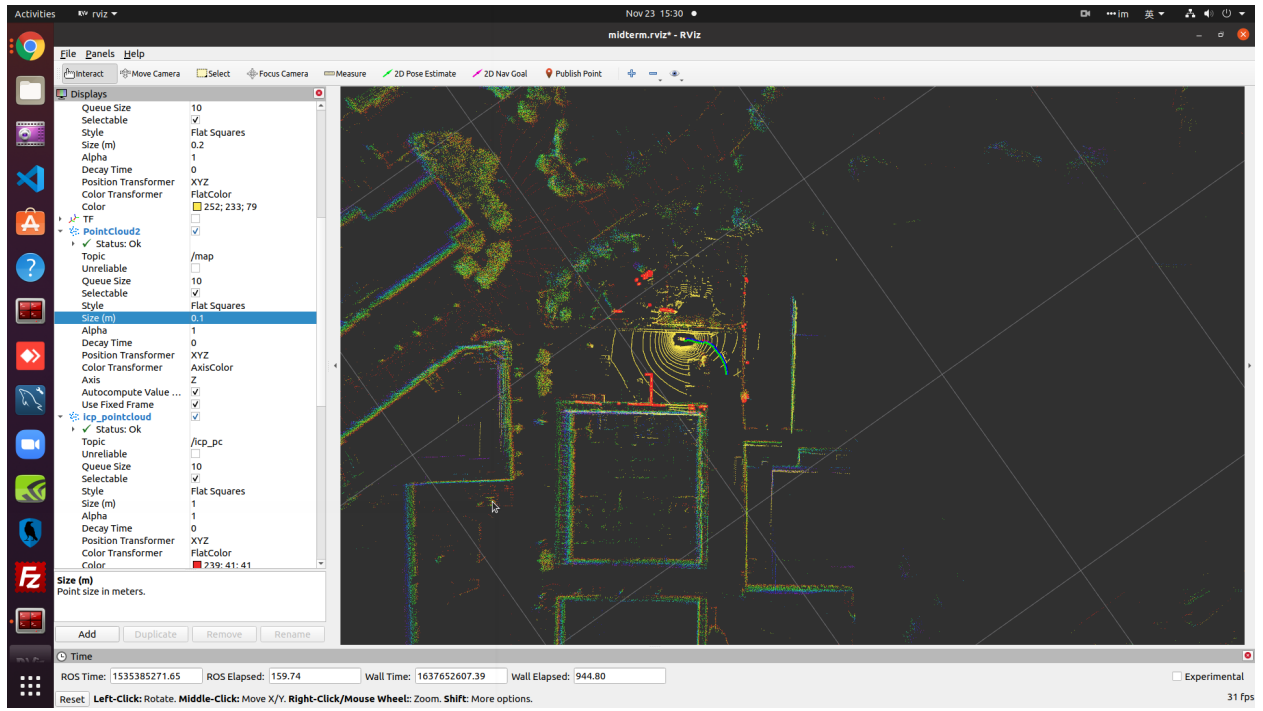 Activities
rviz
Nov 23 15:30
im
英
midterm.rviz* - RViz
File Panels Help
Interact Move Camera Select Focus Camera Measure 2D Pose Estimate 2D Nav Goal Publish Point
Displays
Queue Size 10
Selectable
Style Flat Squares
Size (m) 0.2
Alpha 1
Decay Time 0
Position Transformer XYZ
Color Transformer FlatColor
Color 252; 233; 79
TF
PointCloud2
Status: Ok
Topic /map
Unreliable
Queue Size 10
Selectable
Style Flat Squares
Size (m) 0.1
Alpha 1
Decay Time 0
Position Transformer XYZ
Color Transformer AxisColor
Axis Z
Autocompute Value ...
Use Fixed Frame
icp_pointcloud
Status: Ok
Topic /icp_pc
Unreliable
Queue Size 10
Selectable
Style Flat Squares
Size (m) 1
Alpha 1
Decay Time 0
Position Transformer XYZ
Color Transformer FlatColor
Color 239; 41; 41
Size (m)
Point size in meters.
Add Duplicate Remove Rename
Time
ROS Time: 1535385271.65 ROS Elapsed: 159.74 Wall Time: 1637652607.39 Wall Elapsed: 944.80 Experimental
Reset Left-Click: Rotate. Middle-Click: Move X/Y. Right-Click/Mouse Wheel:: Zoom. Shift: More options. 31 fps